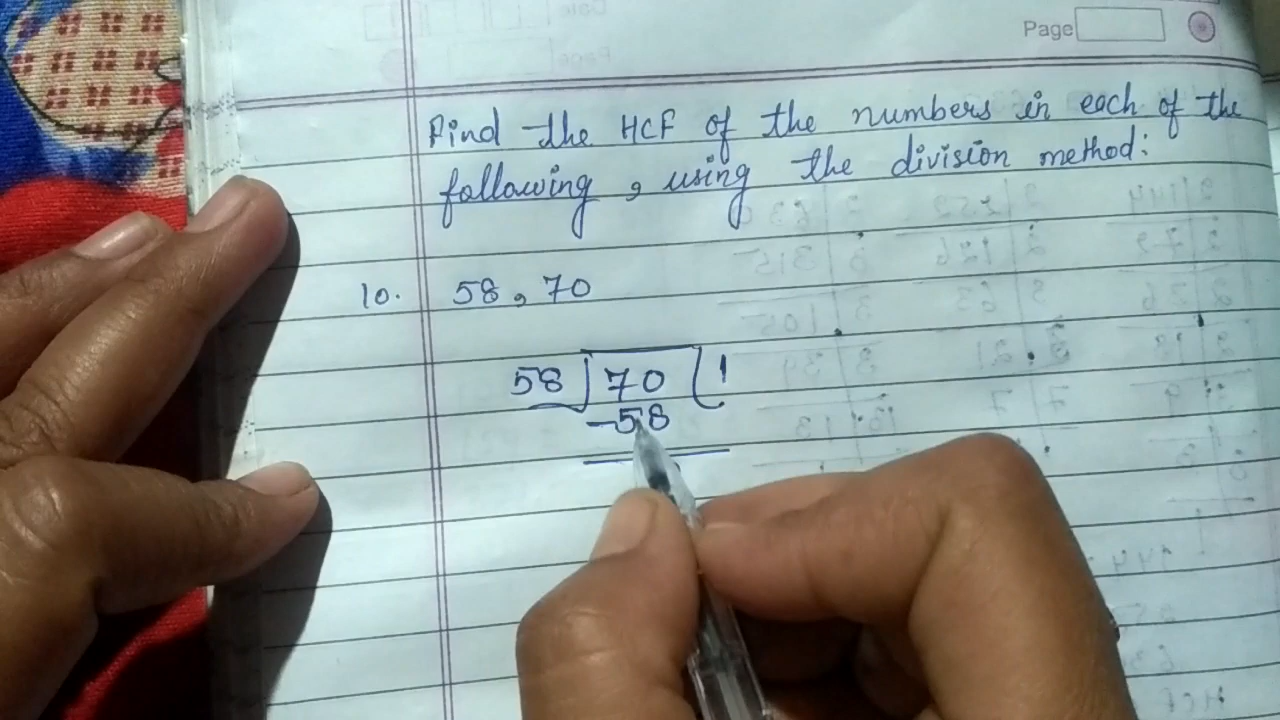 Page
Find the HCF of the numbers in each of the
following, using the division method:
10. 58, 70
58 ) 70 ( 1
-58